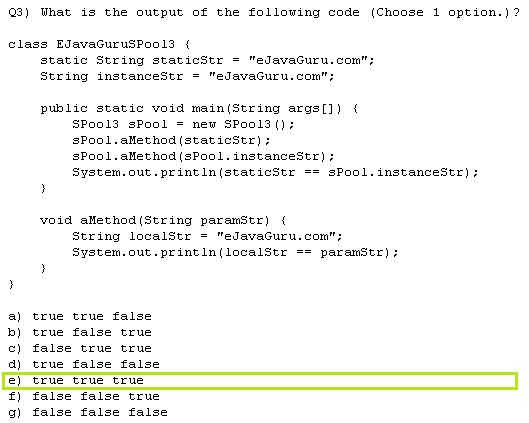 Q3) What is the output of the following code (Choose 1 option.)?
class EJavaGuruSPool3 {
static String staticStr = "eJavaGuru.com";
String instanceStr = "eJavaGuru.com";
public static void main(String args[]) {
SPool3 sPool = new SPool3();
sPool.aMethod(staticStr);
sPool.aMethod(sPool.instanceStr);
System.out.println(staticStr == sPool.instanceStr);
}
void aMethod(String paramStr) {
String localStr = "eJavaGuru.com";
System.out.println(localStr == paramStr);
}
}
a) true true false
b) true false true
c) false true true
d) true false false
e) true true true
f) false false true
g) false false false